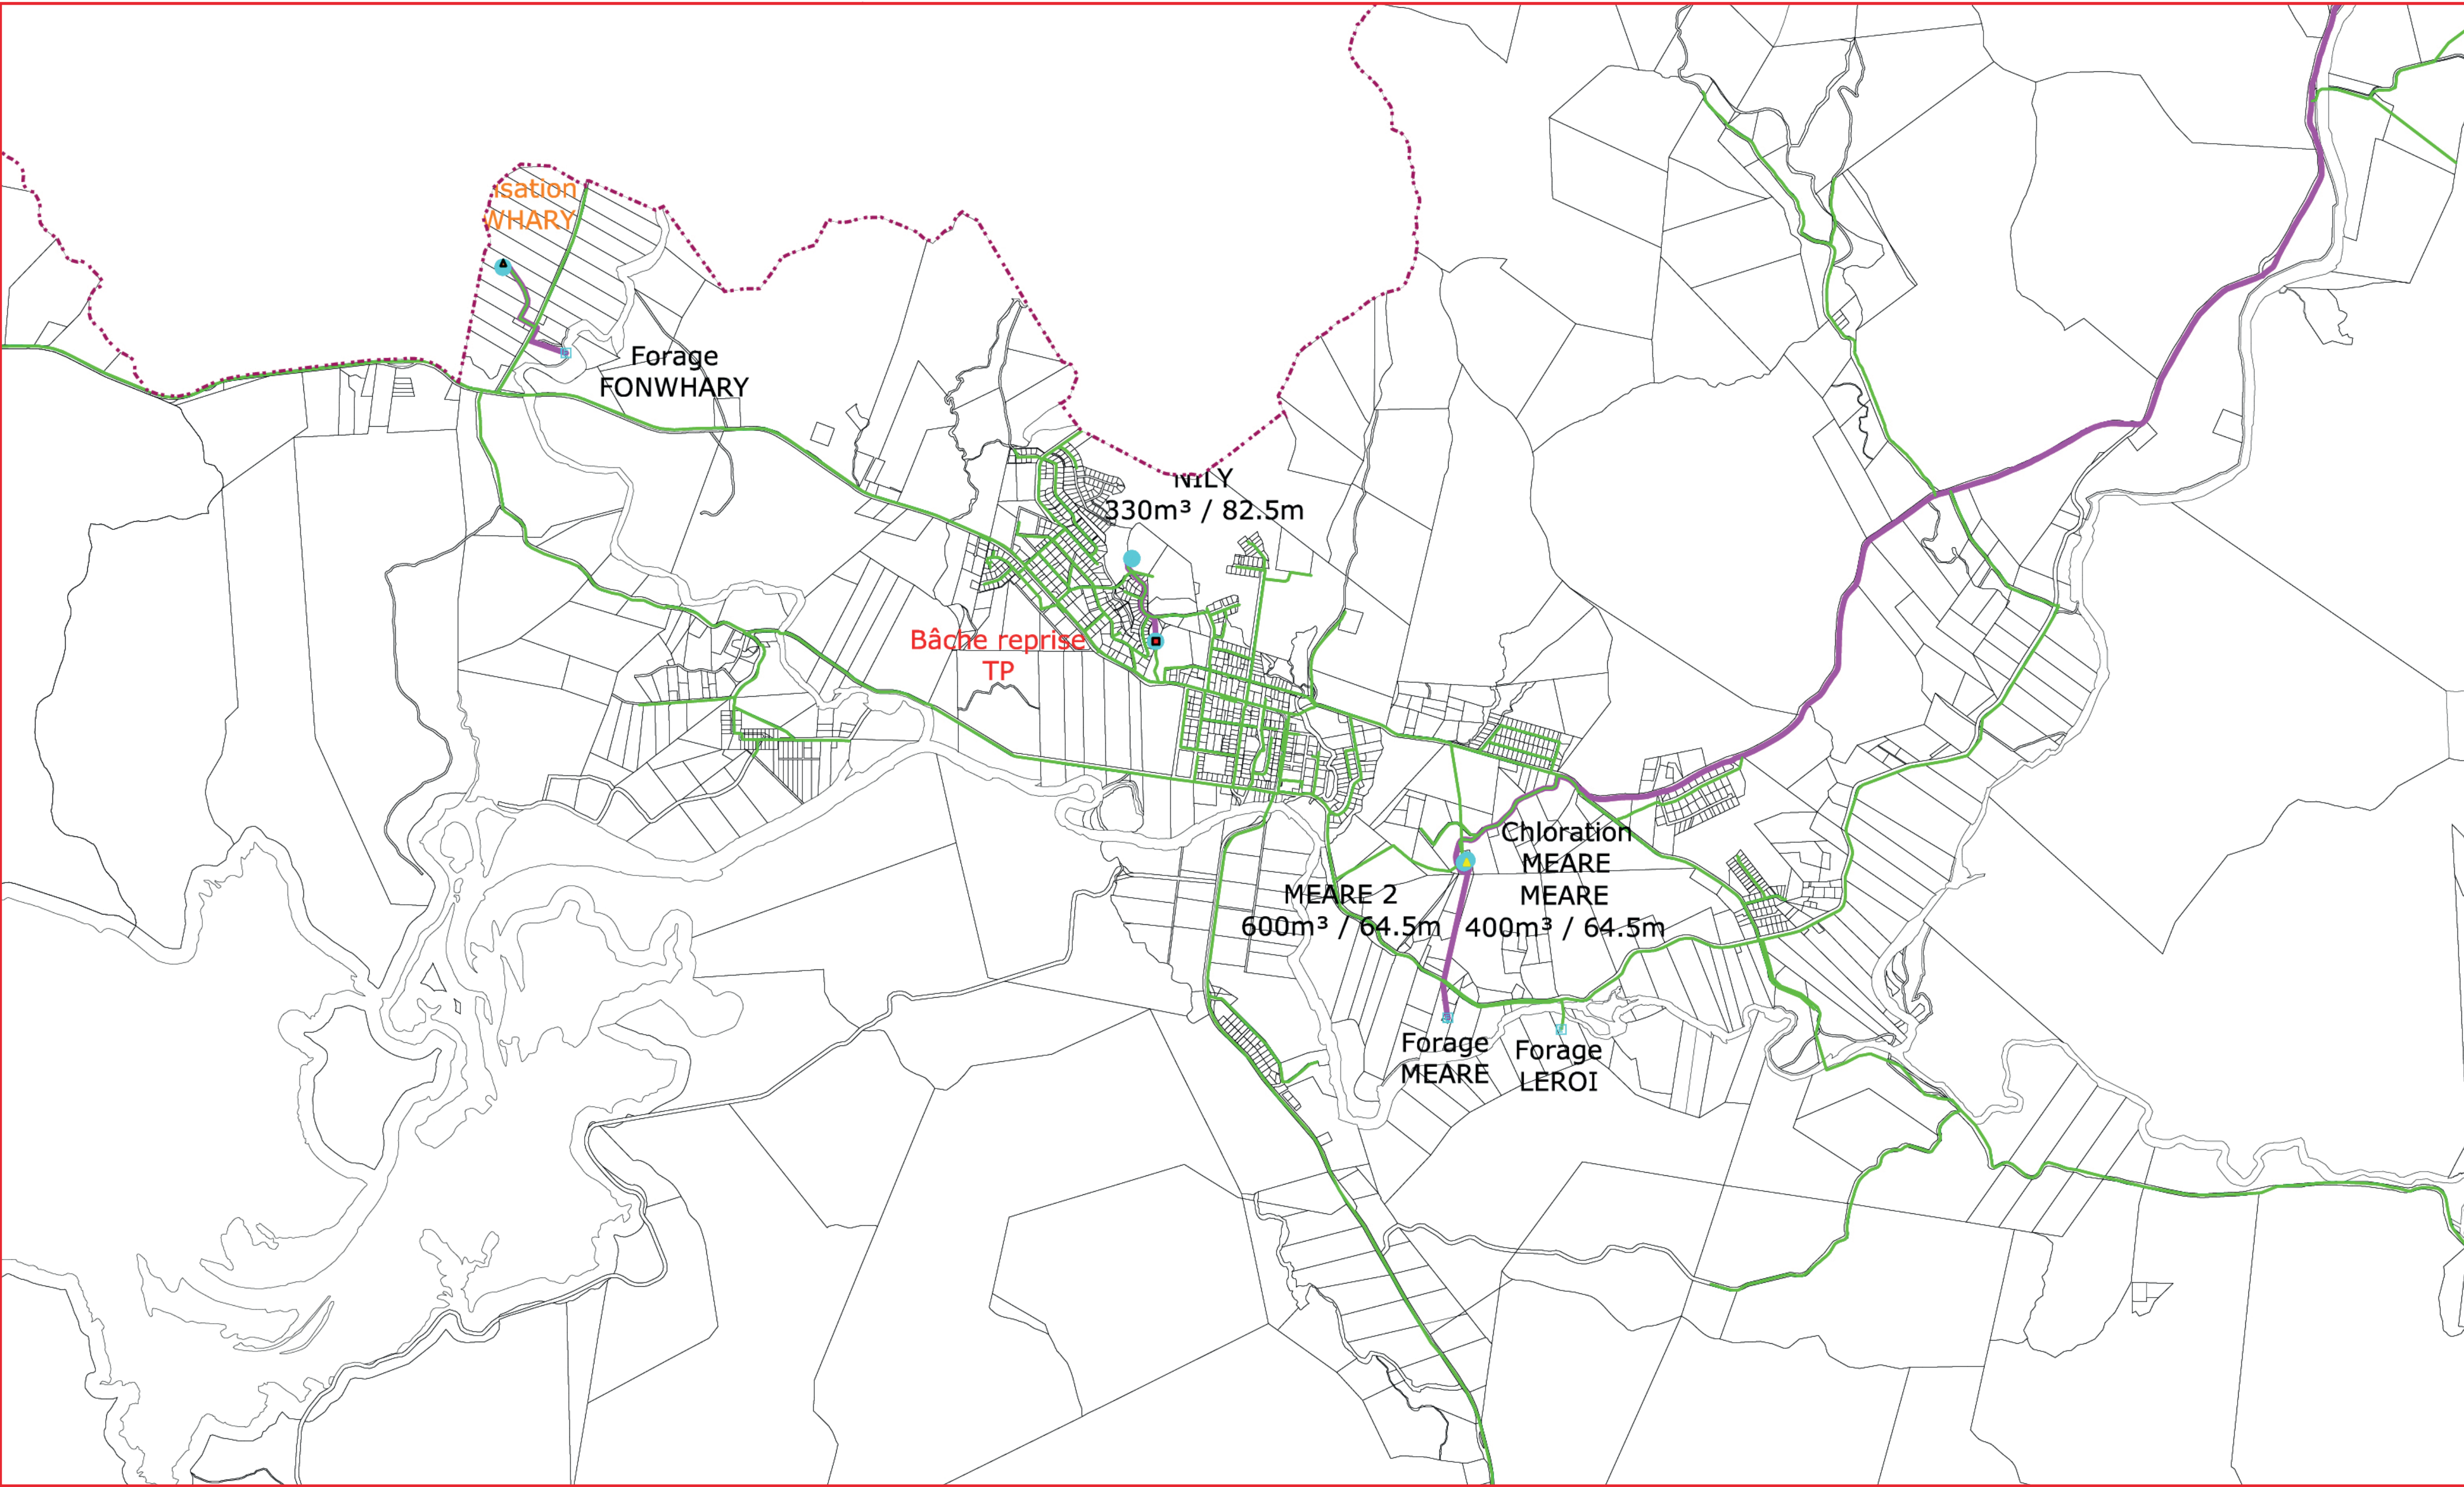 isation
WHARY
Forage
FONWHARY
NILY
330m³ / 82.5m
Bâche reprise
TP
Chloration
MEARE
MEARE 2
600m³ / 64.5m
MEARE
400m³ / 64.5m
Forage
MEARE
Forage
LEROI